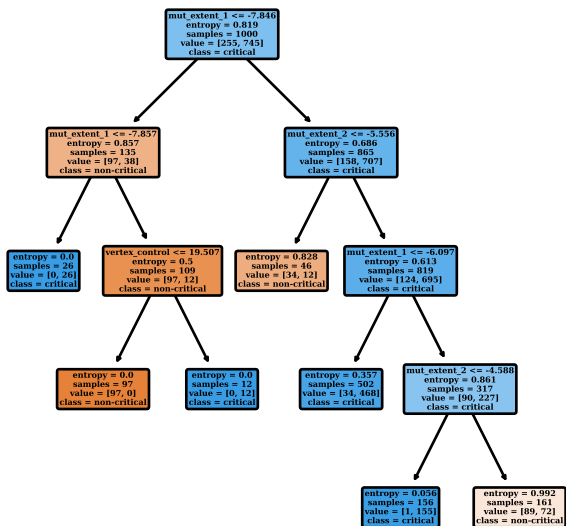 mut_extent_1 <= -7.846
entropy = 0.819
samples = 1000
value = [255, 745]
class = critical
mut_extent_1 <= -7.857
entropy = 0.857
samples = 135
value = [97, 38]
class = non-critical
mut_extent_2 <= -5.556
entropy = 0.686
samples = 865
value = [158, 707]
class = critical
entropy = 0.0
samples = 26
value = [0, 26]
class = critical
vertex_control <= 19.507
entropy = 0.5
samples = 109
value = [97, 12]
class = non-critical
entropy = 0.828
samples = 46
value = [34, 12]
class = non-critical
mut_extent_1 <= -6.097
entropy = 0.613
samples = 819
value = [124, 695]
class = critical
entropy = 0.0
samples = 97
value = [97, 0]
class = non-critical
entropy = 0.0
samples = 12
value = [0, 12]
class = critical
entropy = 0.357
samples = 502
value = [34, 468]
class = critical
mut_extent_2 <= -4.588
entropy = 0.861
samples = 317
value = [90, 227]
class = critical
entropy = 0.056
samples = 156
value = [1, 155]
class = critical
entropy = 0.992
samples = 161
value = [89, 72]
class = non-critical